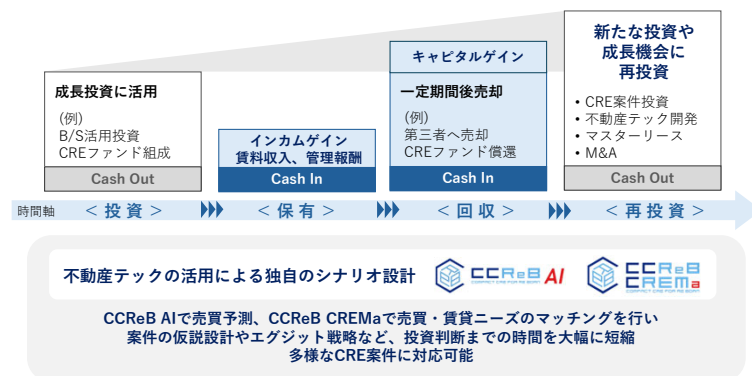 成長投資に活用
(例)
B/S活用投資
CREファンド組成
Cash Out
インカムゲイン
賃料収入、管理報酬
Cash In
キャピタルゲイン
一定期間後売却
(例)
第三者へ売却
CREファンド償還
Cash In
新たな投資や
成長機会に
再投資
• CRE案件投資
• 不動産テック開発
• マスターリース
• M&A
Cash Out
時間軸 <投資> <保有> <回収> <再投資>
不動産テックの活用による独自のシナリオ設計
CCReB AI
COMPACT CRE FOR RE BORN
CCReB
CREMa
COMPACT CRE FOR RE BORN
CCReB AIで売買予測、CCReB CREMaで売買・賃貸ニーズのマッチングを行い
案件の仮説設計やエグジット戦略など、投資判断までの時間を大幅に短縮
多様なCRE案件に対応可能